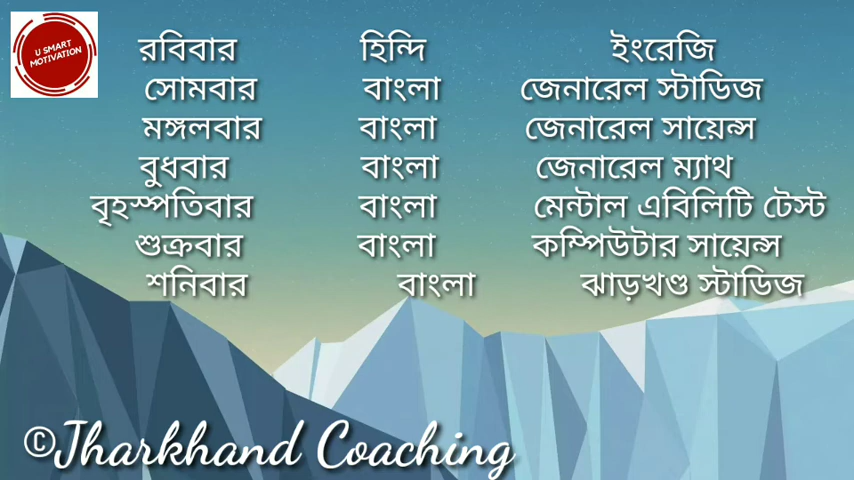 U SMART
MOTIVATION
রবিবার হিন্দি ইংরেজি
সোমবার বাংলা জেনারেল স্টাডিজ
মঙ্গলবার বাংলা জেনারেল সায়েন্স
বুধবার বাংলা জেনারেল ম্যাথ
বৃহস্পতিবার বাংলা মেন্টাল এবিলিটি টেস্ট
শুক্রবার বাংলা কম্পিউটার সায়েন্স
শনিবার বাংলা ঝাড়খণ্ড স্টাডিজ
©Jharkhand Coaching